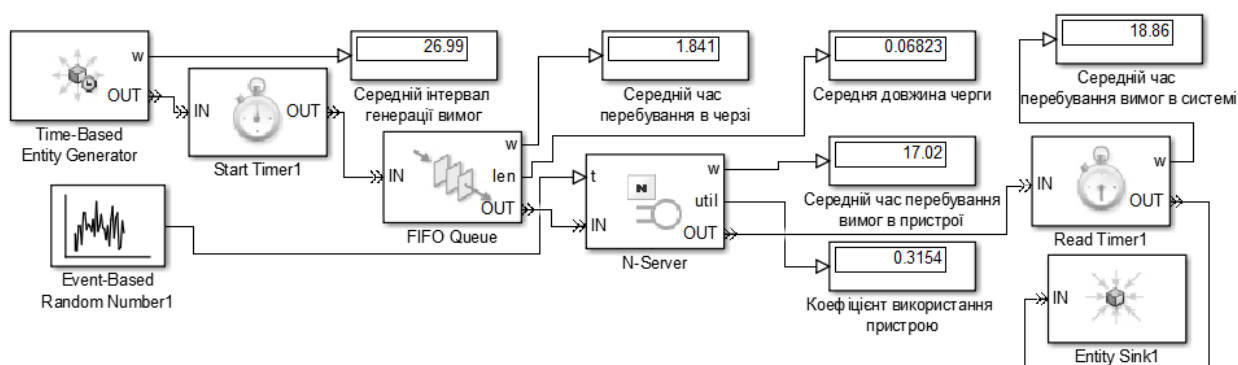 w
OUT
Time-Based
Entity Generator
IN
OUT
Start Timer1
26.99
Середній інтервал
генерації вимог
1.841
Середній час
перебування в черзі
0.06823
Середня довжина черги
18.86
Середній час
перебування вимог в системі
IN
w
len
OUT
FIFO Queue
t
IN
N
w
util
OUT
N-Server
17.02
Середній час перебування
вимог в пристрої
0.3154
Коефіцієнт використання
пристрою
IN
w
OUT
Read Timer1
Event-Based
Random Number1
IN
Entity Sink1